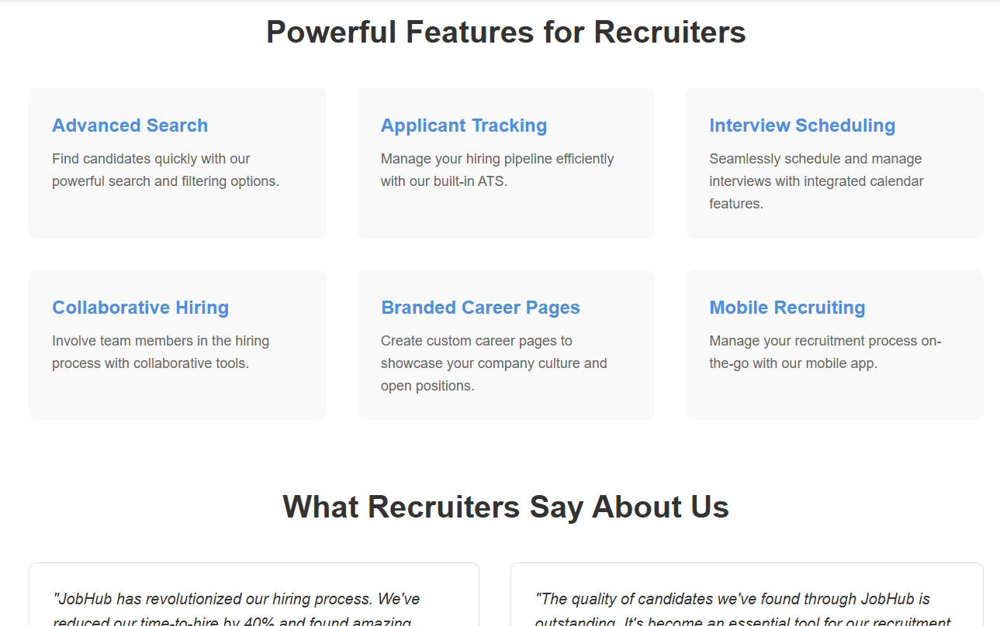 Powerful Features for Recruiters
Advanced Search
Find candidates quickly with our
powerful search and filtering options.
Applicant Tracking
Manage your hiring pipeline efficiently
with our built-in ATS.
Interview Scheduling
Seamlessly schedule and manage
interviews with integrated calendar
features.
Collaborative Hiring
Involve team members in the hiring
process with collaborative tools.
Branded Career Pages
Create custom career pages to
showcase your company culture and
open positions.
Mobile Recruiting
Manage your recruitment process on-
the-go with our mobile app.
What Recruiters Say About Us
"JobHub has revolutionized our hiring process. We've
reduced our time-to-hire by 40% and found amazing
"The quality of candidates we've found through JobHub is
outstanding. It's become an essential tool for our recruitment